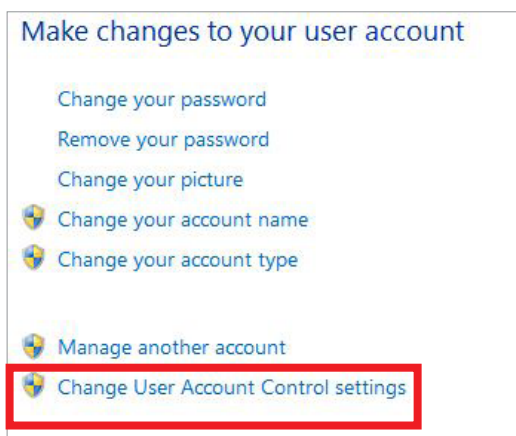 Make changes to your user account
Change your password
Remove your password
Change your picture
Change your account name
Change your account type
Manage another account
Change User Account Control settings